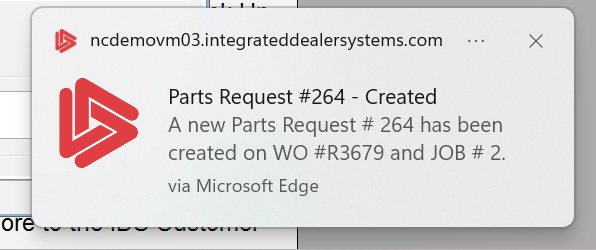 ncdemovm03.integrateddealersystems.com
Parts Request #264 - Created
A new Parts Request # 264 has been
created on WO #R3679 and JOB # 2.
via Microsoft Edge
to the IDS Customer